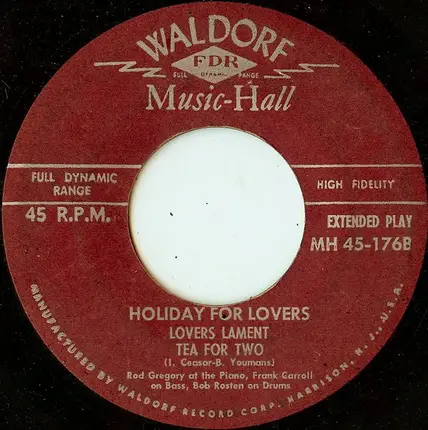 WALDORF
FDR
FULL DYNAMIC RANGE
Music-Hall
FULL DYNAMIC
RANGE
HIGH FIDELITY
45 R.P.M.
EXTENDED PLAY
MH 45-176B
HOLIDAY FOR LOVERS
LOVERS LAMENT
TEA FOR TWO
(I. Ceasar-B. Youmans)
Rod Gregory at the Piano, Frank Carroll
on Bass, Bob Rosten on Drums
MANUFACTURED BY WALDORF RECORD CORP. HARRISON, N. J., U.S.A.